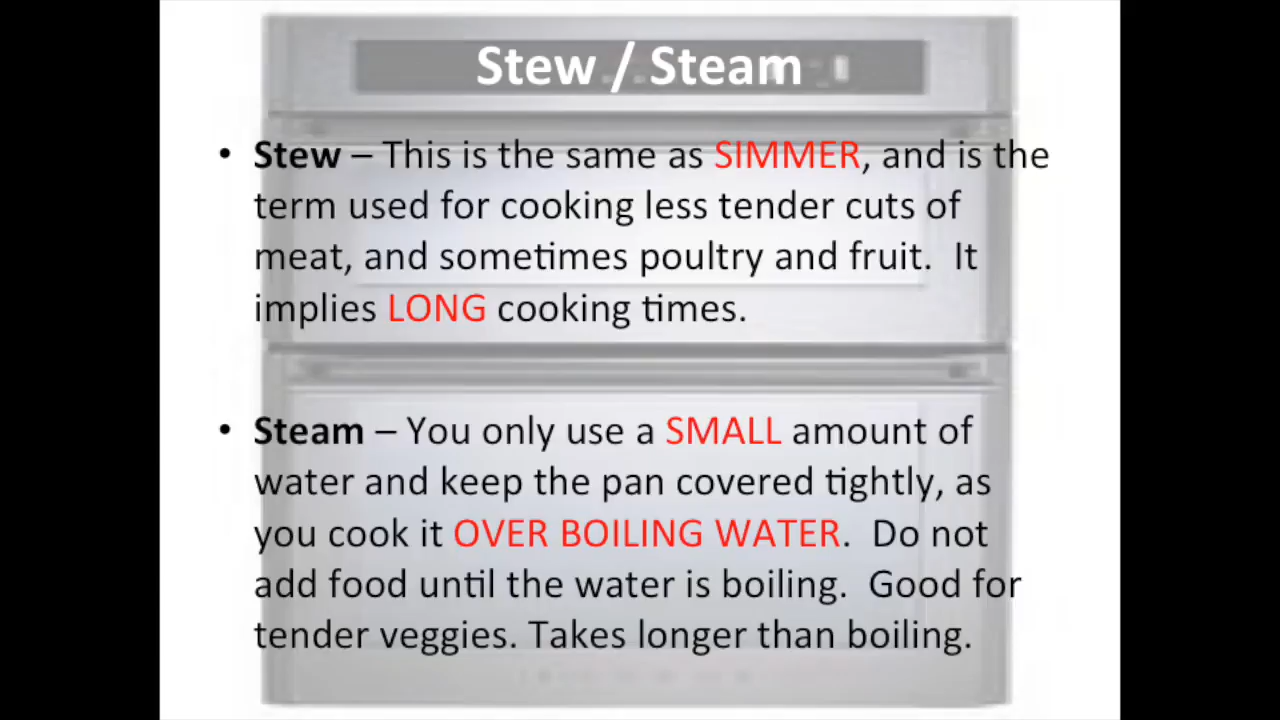 Stew / Steam
• Stew – This is the same as SIMMER, and is the
term used for cooking less tender cuts of
meat, and sometimes poultry and fruit.  It
implies LONG cooking times.
• Steam – You only use a SMALL amount of
water and keep the pan covered tightly, as
you cook it OVER BOILING WATER.  Do not
add food until the water is boiling.  Good for
tender veggies. Takes longer than boiling.